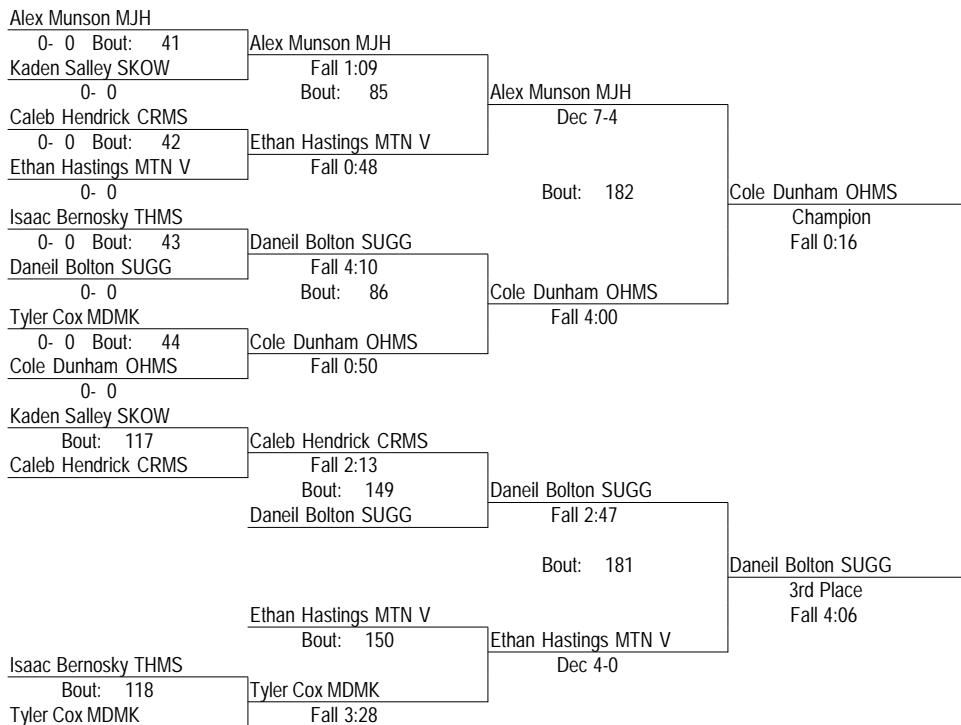 Alex Munson MJH
0- 0 Bout: 41
Alex Munson MJH
Kaden Salley SKOW
Fall 1:09
0- 0
Bout: 85
Alex Munson MJH
Caleb Hendrick CRMS
Dec 7-4
0- 0 Bout: 42
Ethan Hastings MTN V
Ethan Hastings MTN V
Fall 0:48
0- 0
Bout: 182
Cole Dunham OHMS
Isaac Bernosky THMS
Champion
0- 0 Bout: 43
Daneil Bolton SUGG
Fall 0:16
Daneil Bolton SUGG
Fall 4:10
0- 0
Bout: 86
Cole Dunham OHMS
Tyler Cox MDMK
Fall 4:00
0- 0 Bout: 44
Cole Dunham OHMS
Cole Dunham OHMS
Fall 0:50
0- 0
Kaden Salley SKOW
Bout: 117
Caleb Hendrick CRMS
Caleb Hendrick CRMS
Fall 2:13
Bout: 149
Daneil Bolton SUGG
Daneil Bolton SUGG
Fall 2:47
Bout: 181
Daneil Bolton SUGG
3rd Place
Ethan Hastings MTN V
Fall 4:06
Bout: 150
Ethan Hastings MTN V
Isaac Bernosky THMS
Dec 4-0
Bout: 118
Tyler Cox MDMK
Tyler Cox MDMK
Fall 3:28